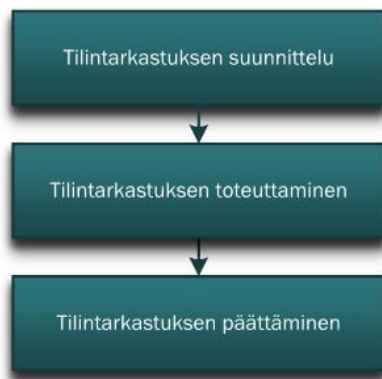 Tilintarkastuksen suunnittelu
Tilintarkastuksen toteuttaminen
Tilintarkastuksen päättäminen